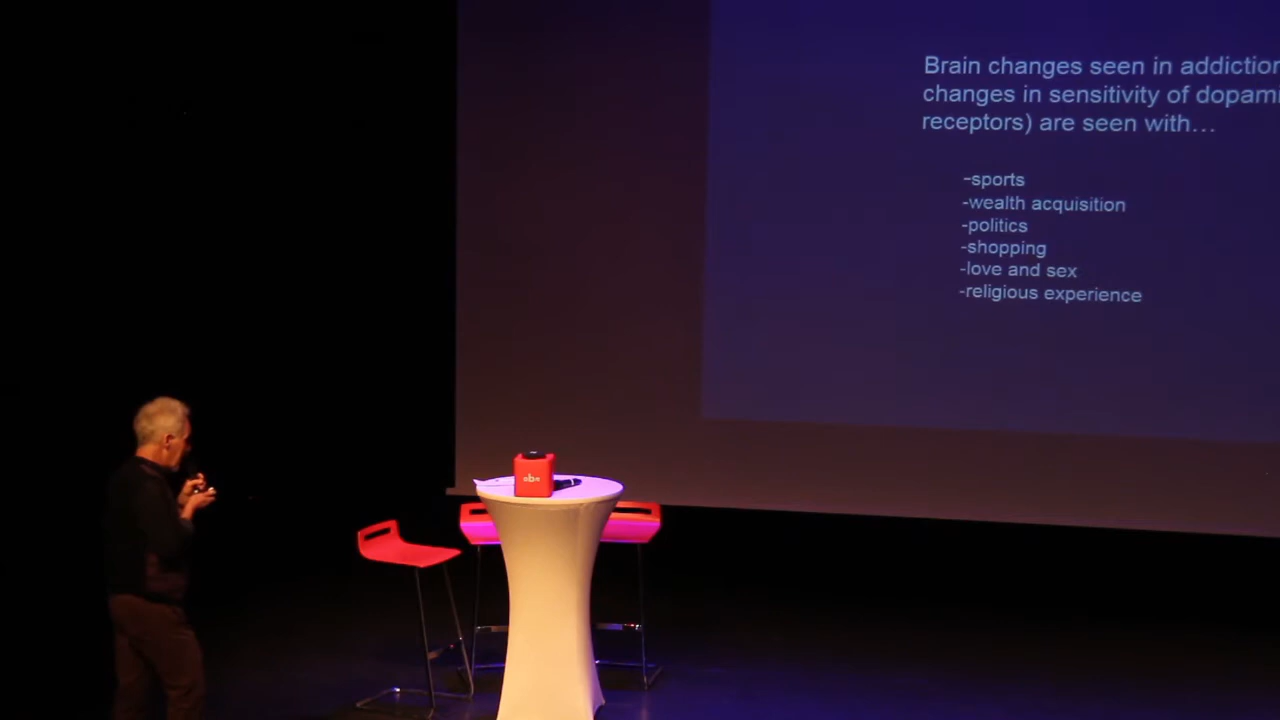 Brain changes seen in addiction
changes in sensitivity of
receptors) are seen with…
-sports
-wealth acquisition
-politics
-shopping
-love and sex
-religious experience